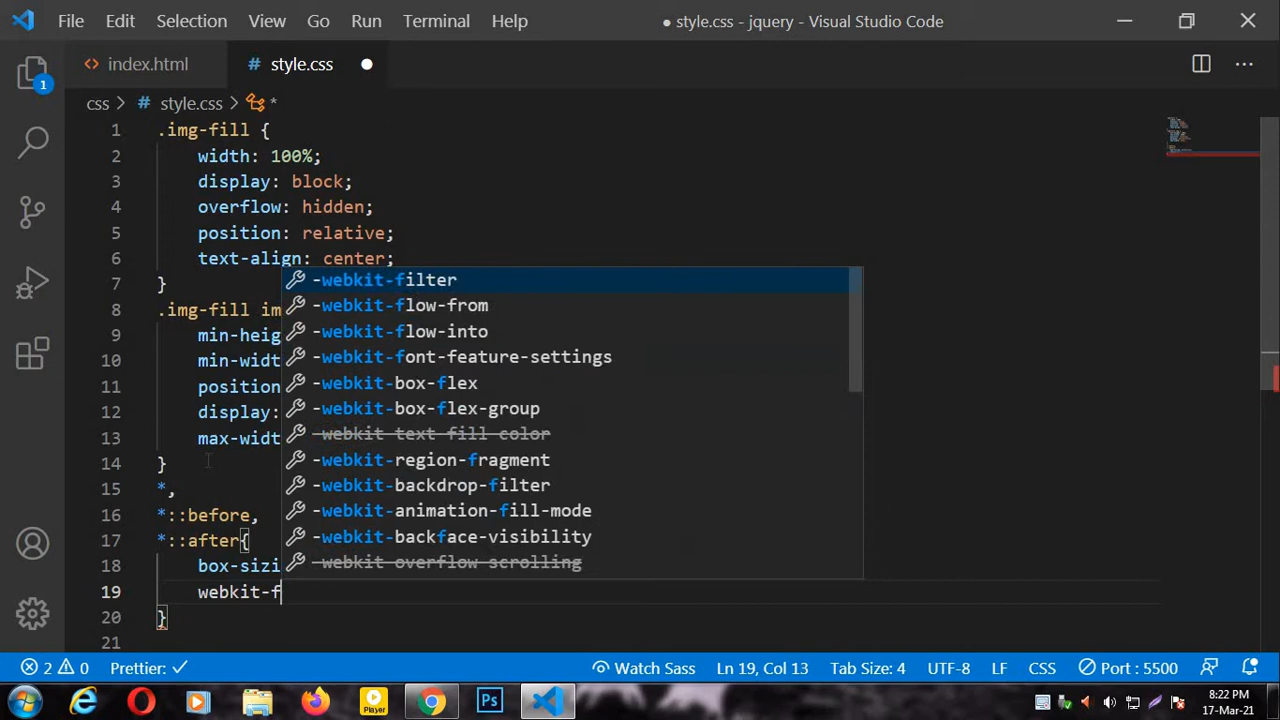 File Edit Selection View Go Run Terminal Help ● style.css - jquery - Visual Studio Code
<> index.html # style.css ●
css > # style.css > *
1 .img-fill {
2 width: 100%;
3 display: block;
4 overflow: hidden;
5 position: relative;
6 text-align: center;
7 }
8 .img-fill im
9 min-heig
10 min-widt
11 position
12 display:
13 max-widt
14 }
15 *,
16 *::before,
17 *::after{
18 box-sizi
19 webkit-f
20 }
21
-webkit-filter
-webkit-flow-from
-webkit-flow-into
-webkit-font-feature-settings
-webkit-box-flex
-webkit-box-flex-group
-webkit-text-fill-color
-webkit-region-fragment
-webkit-backdrop-filter
-webkit-animation-fill-mode
-webkit-backface-visibility
-webkit-overflow-scrolling
1
2 0 Prettier: ✓ Watch Sass Ln 19, Col 13 Tab Size: 4 UTF-8 LF CSS Port : 5500
Player Ps
8:22 PM
17-Mar-21